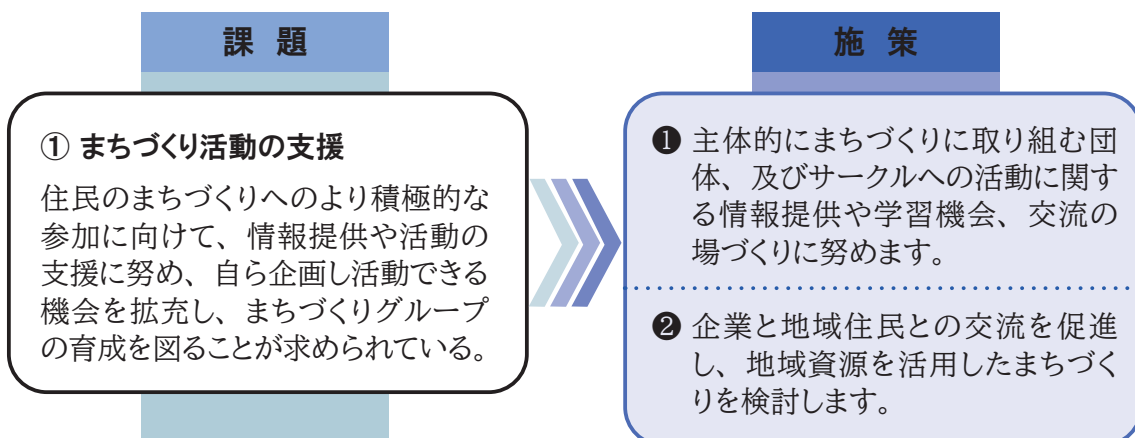 課 題
① まちづくり活動の支援
住民のまちづくりへのより積極的な
参加に向けて、情報提供や活動の
支援に努め、自ら企画し活動できる
機会を拡充し、まちづくりグループ
の育成を図ることが求められている。
施 策
❶ 主体的にまちづくりに取り組む団
体、及びサークルへの活動に関す
る情報提供や学習機会、交流の
場づくりに努めます。
❷ 企業と地域住民との交流を促進
し、地域資源を活用したまちづく
りを検討します。